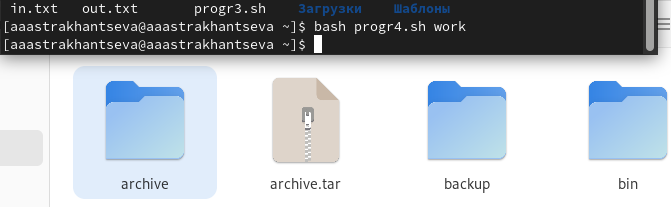 in.txt out.txt progr3.sh Загрузки Шаблоны
[aaastrakhantseva@aaastrakhantseva ~]$ bash progr4.sh work
[aaastrakhantseva@aaastrakhantseva ~]$
archive archive.tar backup bin